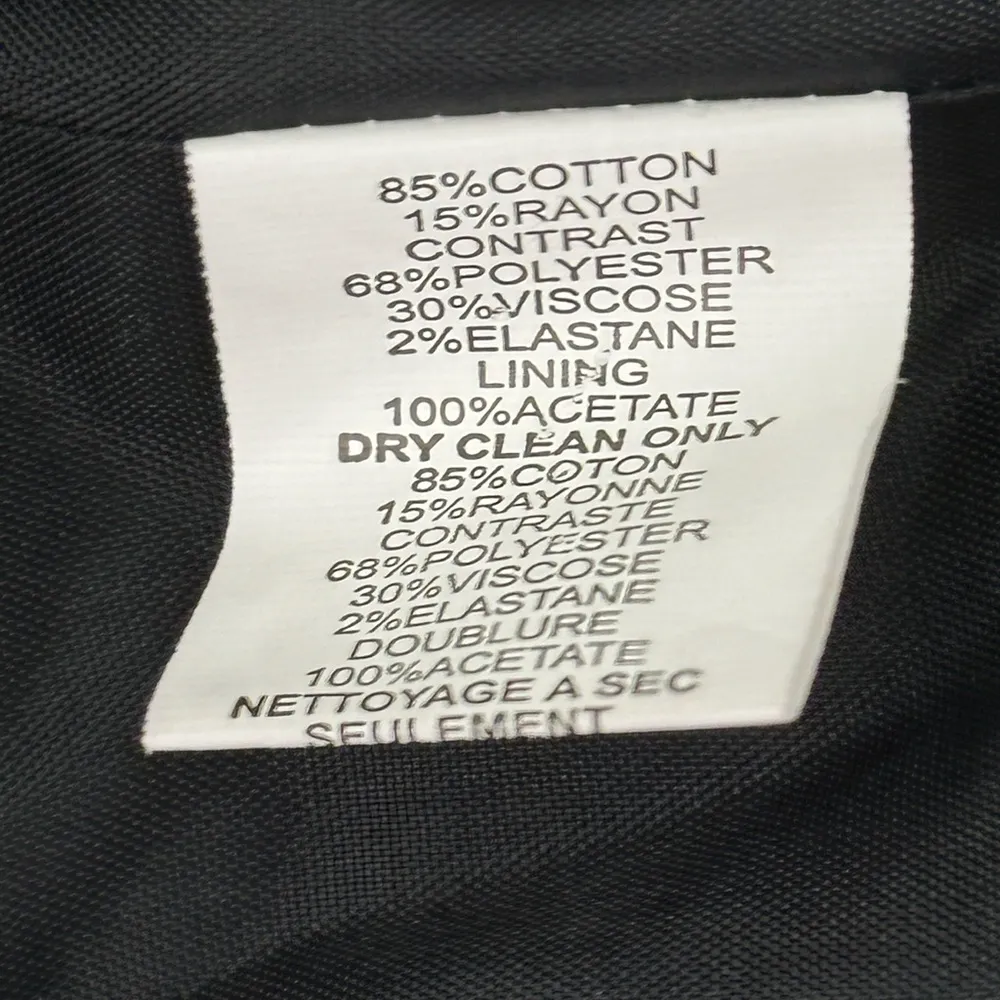 85%COTTON
15%RAYON
CONTRAST
68%POLYESTER
30%VISCOSE
2%ELASTANE
LINING
100%ACETATE
DRY CLEAN ONLY
85%COTON
15%RAYONNE
CONTRASTE
68%POLYESTER
30%VISCOSE
2%ELASTANE
DOUBLURE
100%ACETATE
NETTOYAGE A SEC
SEULEMENT